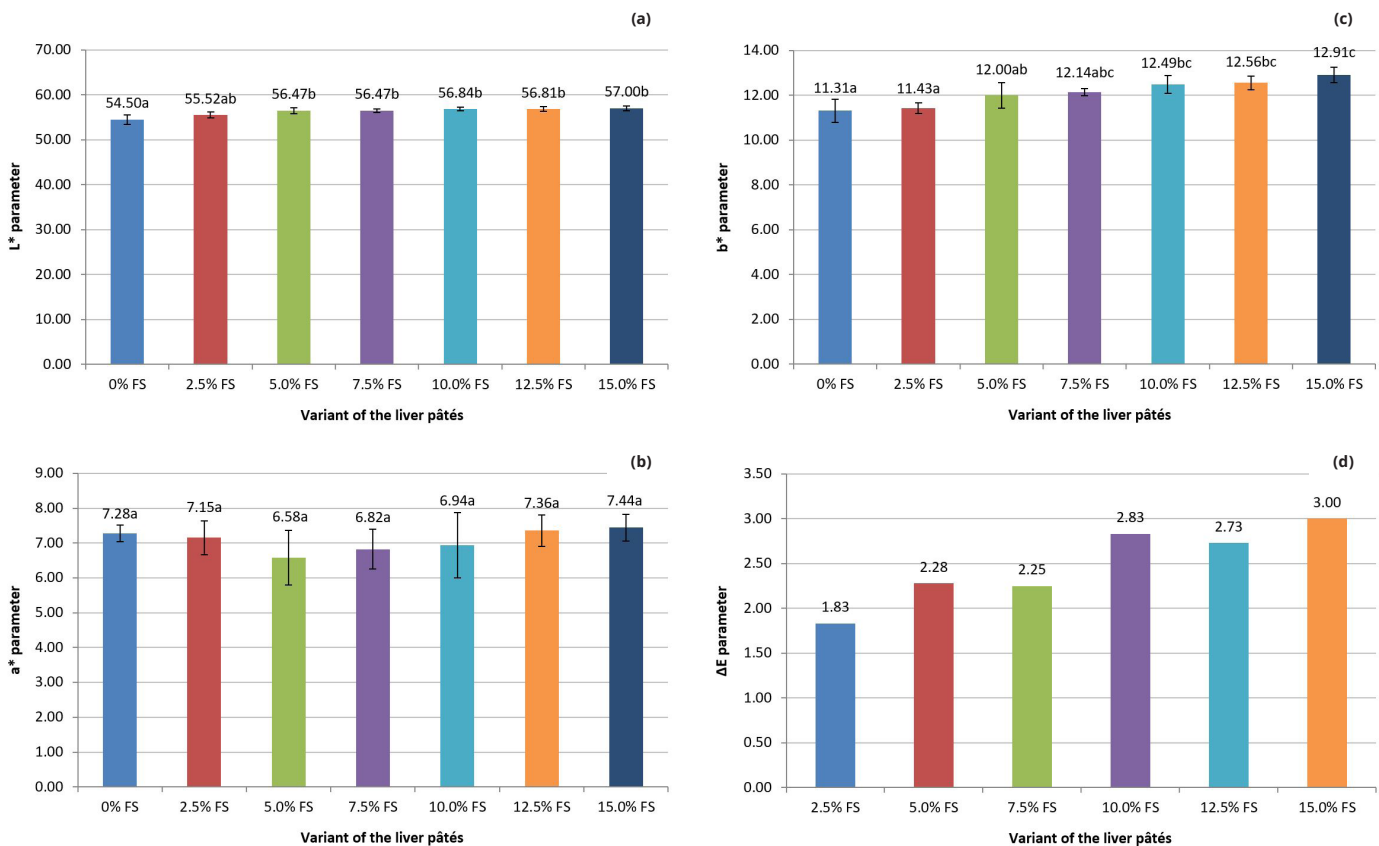 (a)
70.00
60.00
50.00
40.00
30.00
20.00
10.00
0.00
L* parameter
54.50a 55.52ab 56.47b 56.47b 56.84b 56.81b 57.00b
0% FS 2.5% FS 5.0% FS 7.5% FS 10.0% FS 12.5% FS 15.0% FS
Variant of the liver pâtés
(c)
14.00
12.00
10.00
8.00
6.00
4.00
2.00
0.00
b* parameter
11.31a 11.43a 12.00ab 12.14abc 12.49bc 12.56bc 12.91c
0% FS 2.5% FS 5.0% FS 7.5% FS 10.0% FS 12.5% FS 15.0% FS
Variant of the liver pâtés
(b)
9.00
8.00
7.00
6.00
5.00
4.00
3.00
2.00
1.00
0.00
a* parameter
7.28a 7.15a 6.58a 6.82a 6.94a 7.36a 7.44a
0% FS 2.5% FS 5.0% FS 7.5% FS 10.0% FS 12.5% FS 15.0% FS
Variant of the liver pâtés
(d)
3.50
3.00
2.50
2.00
1.50
1.00
0.50
0.00
ΔE parameter
1.83 2.28 2.25 2.83 2.73 3.00
2.5% FS 5.0% FS 7.5% FS 10.0% FS 12.5% FS 15.0% FS
Variant of the liver pâtés